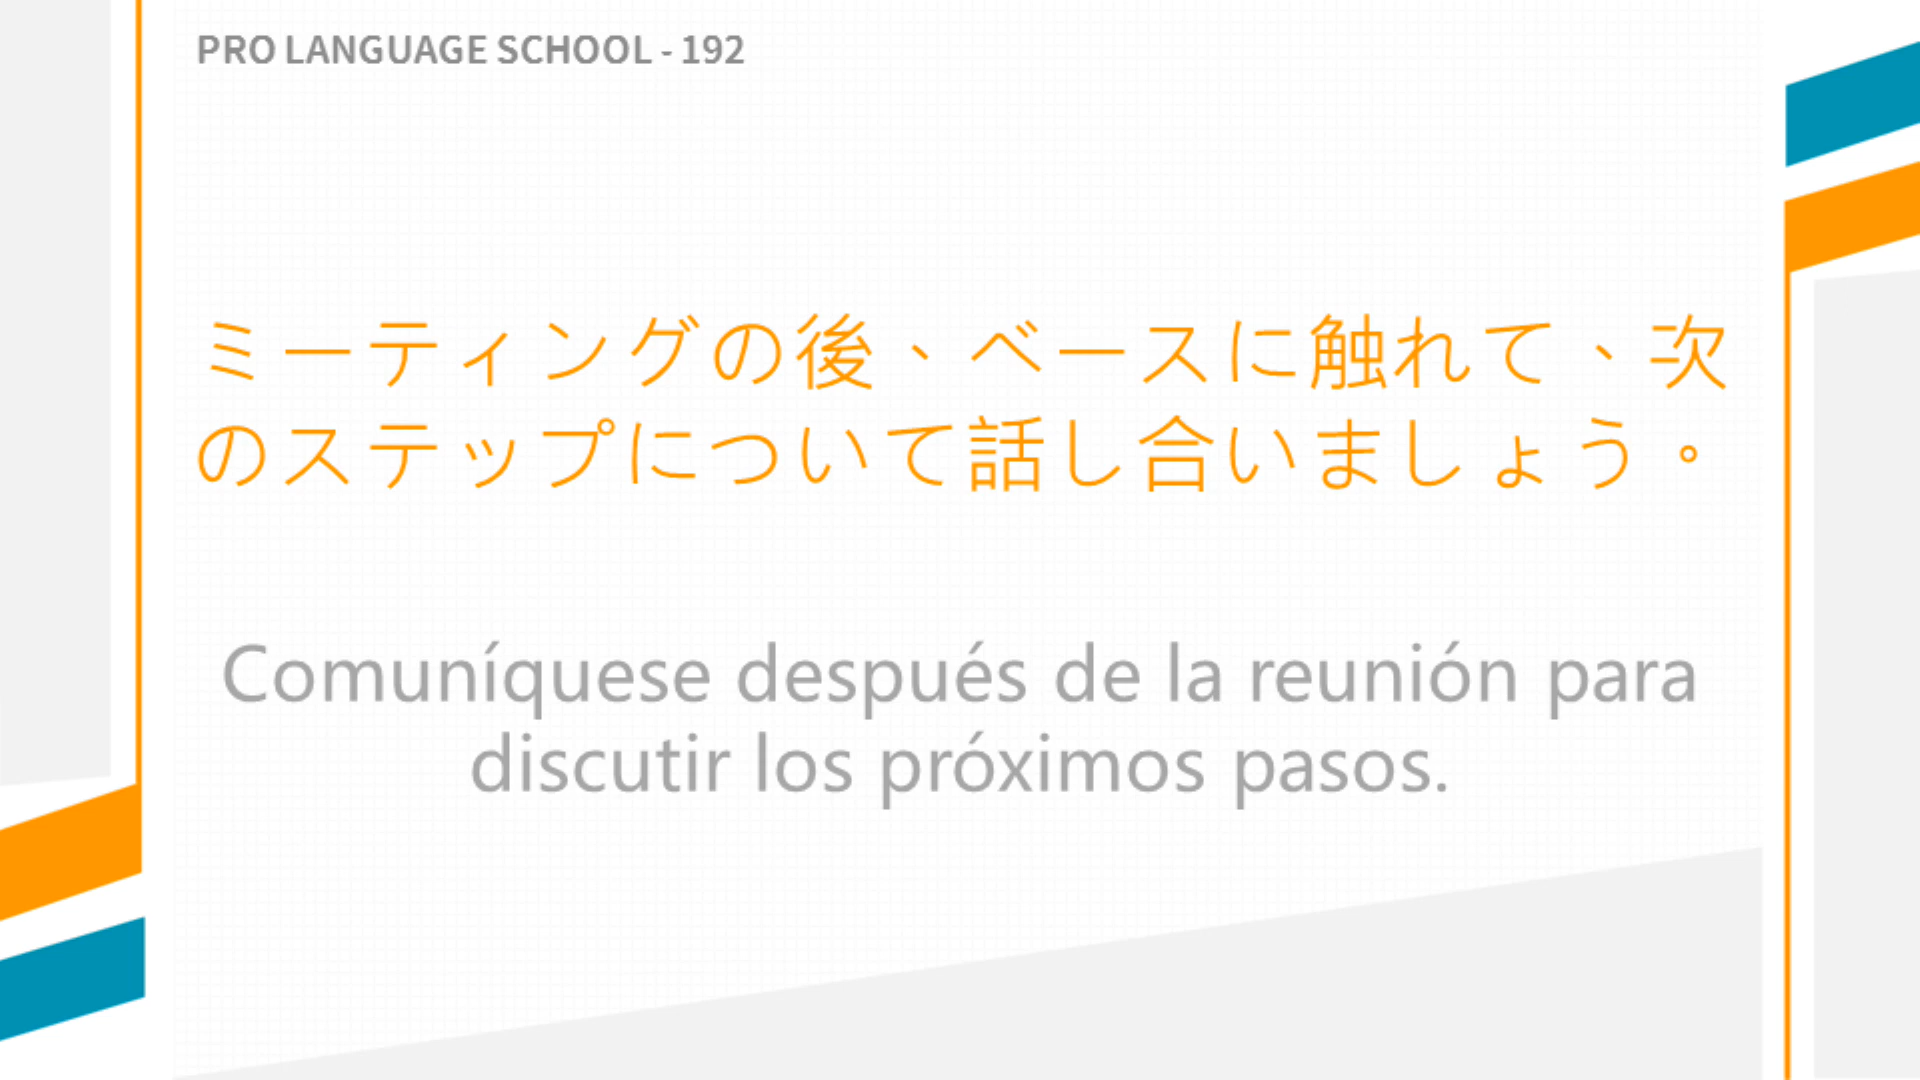 PRO LANGUAGE SCHOOL - 192
ミーティングの後、ベースに触れて、次
のステップについて話し合いましょう。
Comuníquese después de la reunión para
discutir los próximos pasos.